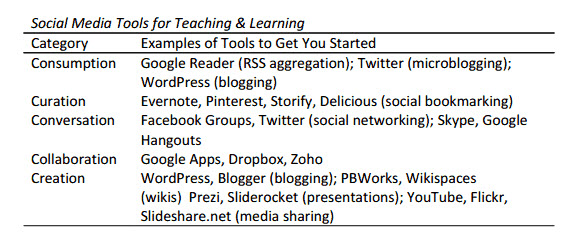 Social Media Tools for Teaching & Learning
Category Examples of Tools to Get You Started
Consumption Google Reader (RSS aggregation); Twitter (microblogging);
WordPress (blogging)
Curation Evernote, Pinterest, Storify, Delicious (social bookmarking)
Conversation Facebook Groups, Twitter (social networking); Skype, Google
Hangouts
Collaboration Google Apps, Dropbox, Zoho
Creation WordPress, Blogger (blogging); PBWorks, Wikispaces
(wikis) Prezi, Sliderocket (presentations); YouTube, Flickr,
Slideshare.net (media sharing)